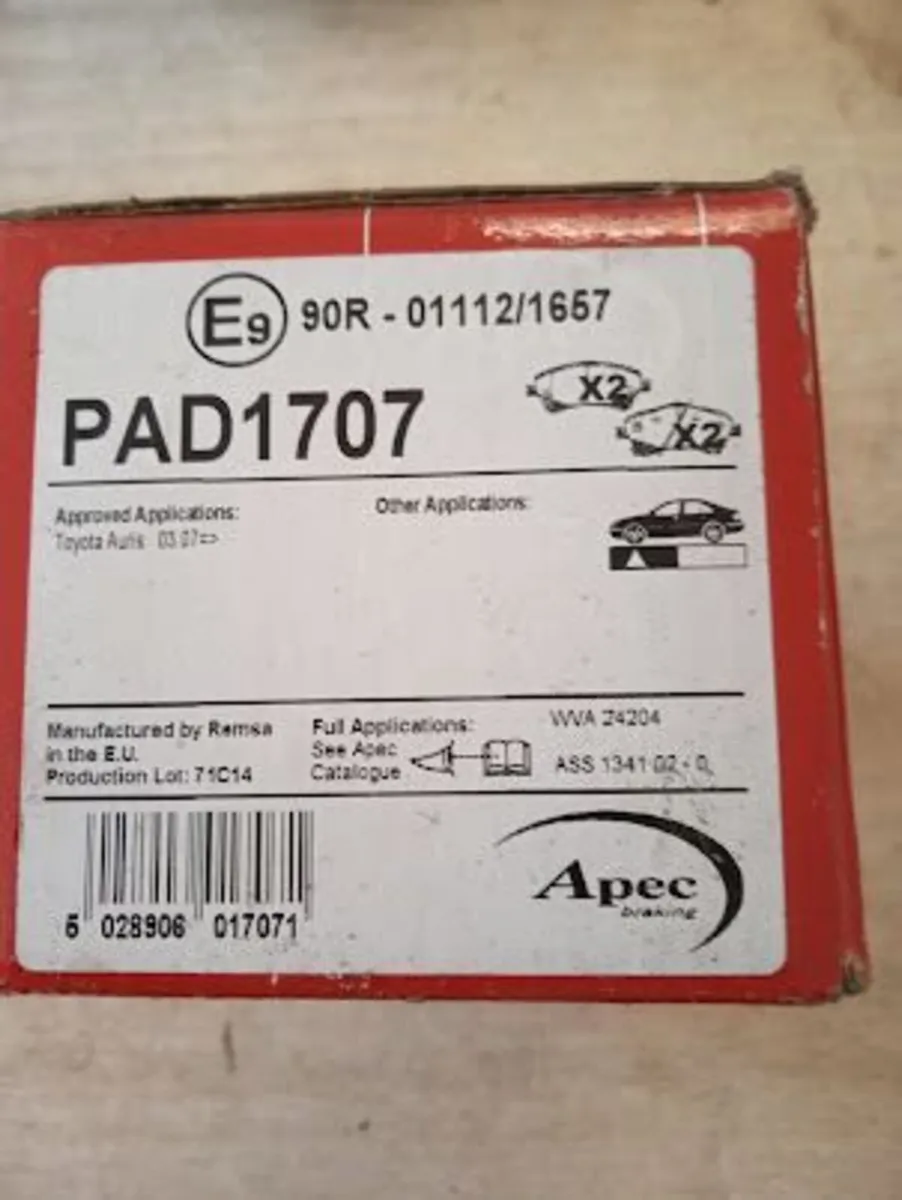 E9 90R - 01112/1657
PAD1707
X2
X2
Approved Applications:
Other Applications:
Toyota Auris 03.07=>
Manufactured by Remsa
in the E.U.
Production Lot: 71C14
Full Applications:
See Apec
Catalogue
WVA 24204
ASS 1341 02 - 0
5 028906 017071
Apec
braking